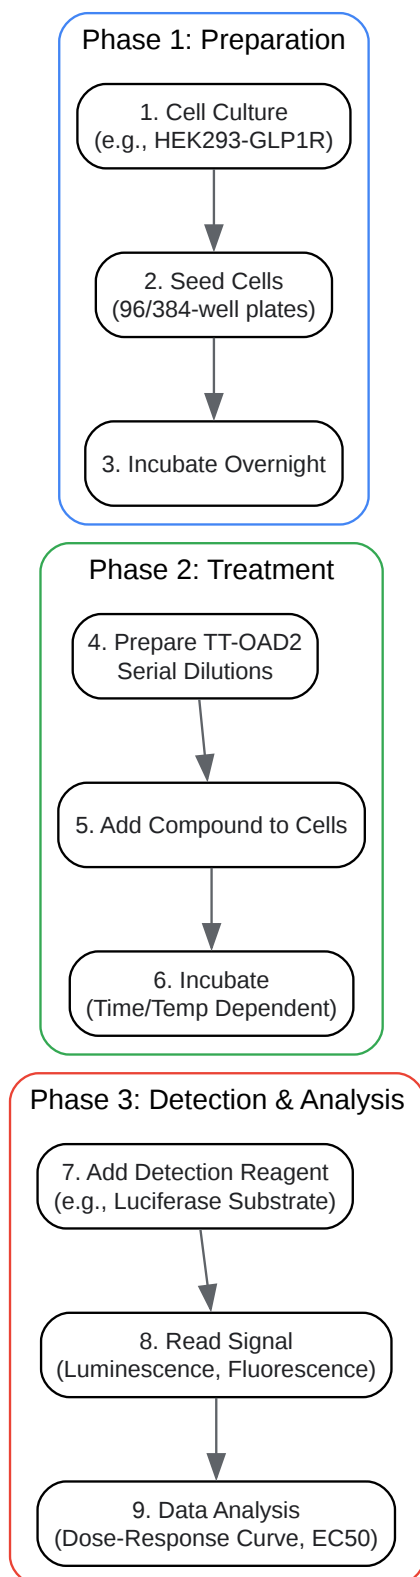 Phase 1: Preparation
1. Cell Culture
(e.g., HEK293-GLP1R)
2. Seed Cells
(96/384-well plates)
3. Incubate Overnight
Phase 2: Treatment
4. Prepare TT-OAD2
Serial Dilutions
5. Add Compound to Cells
6. Incubate
(Time/Temp Dependent)
Phase 3: Detection & Analysis
7. Add Detection Reagent
(e.g., Luciferase Substrate)
8. Read Signal
(Luminescence, Fluorescence)
9. Data Analysis
(Dose-Response Curve, EC50)